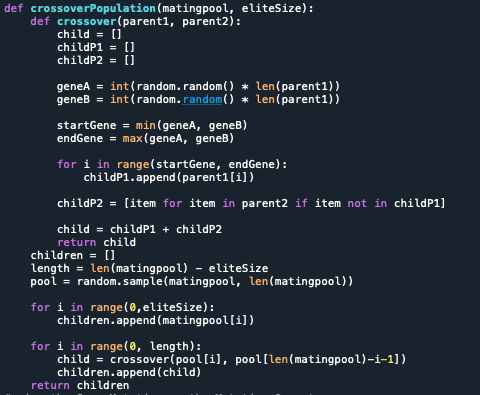 def crossoverPopulation(matingpool, eliteSize):
    def crossover(parent1, parent2):
        child = []
        childP1 = []
        childP2 = []

        geneA = int(random.random() * len(parent1))
        geneB = int(random.random() * len(parent1))

        startGene = min(geneA, geneB)
        endGene = max(geneA, geneB)

        for i in range(startGene, endGene):
            childP1.append(parent1[i])

        childP2 = [item for item in parent2 if item not in childP1]

        child = childP1 + childP2
        return child
    children = []
    length = len(matingpool) - eliteSize
    pool = random.sample(matingpool, len(matingpool))

    for i in range(0,eliteSize):
        children.append(matingpool[i])

    for i in range(0, length):
        child = crossover(pool[i], pool[len(matingpool)-i-1])
        children.append(child)
    return children